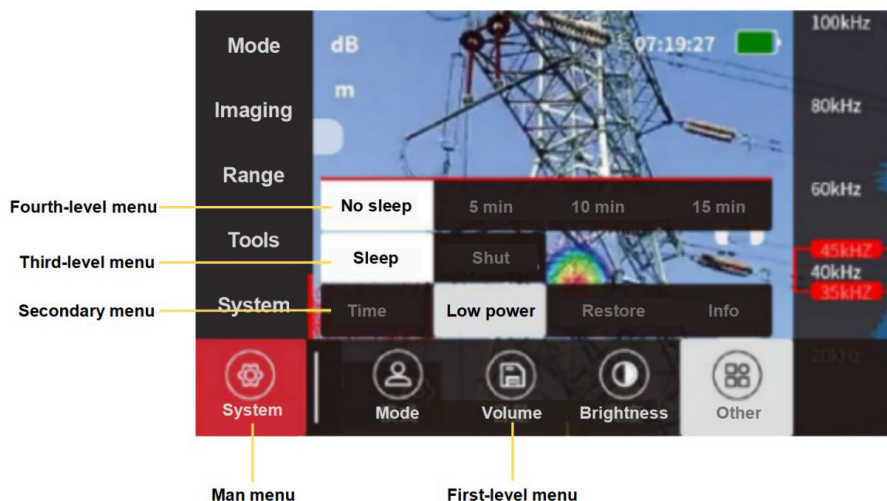 Mode
dB
07:19:27
100kHz
m
Imaging
80kHz
Range
60kHz
Fourth-level menu
No sleep
5 min
10 min
15 min
Tools
45kHZ
Third-level menu
Sleep
Shut
40kHz
35kHZ
Secondary menu
System
Time
Low power
Restore
Info
20kHz
System
Mode
Volume
Brightness
Other
Man menu
First-level menu